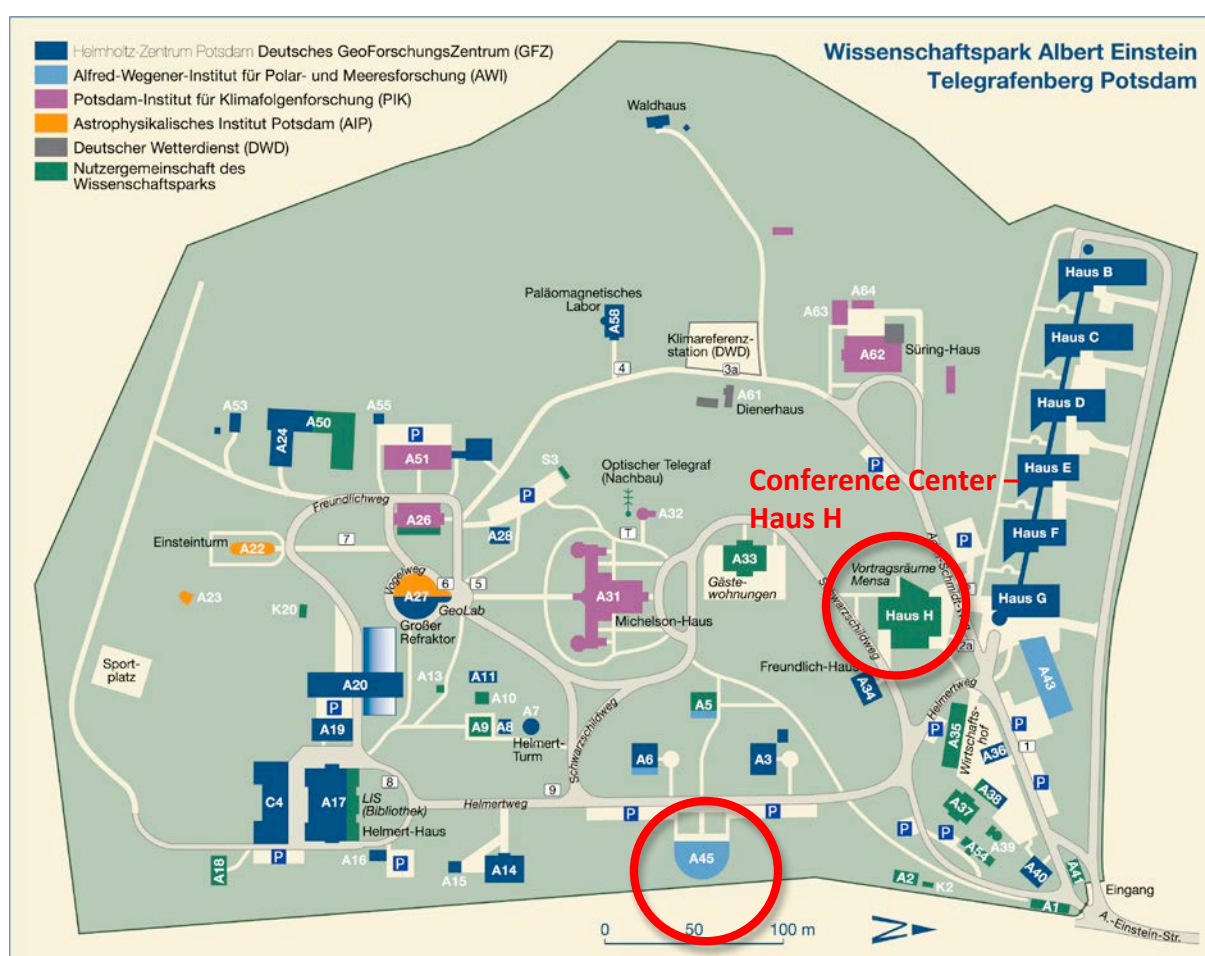 Helmholtz-Zentrum Potsdam Deutsches GeoForschungsZentrum (GFZ)
Alfred-Wegener-Institut für Polar- und Meeresforschung (AWI)
Potsdam-Institut für Klimafolgenforschung (PIK)
Astrophysikalisches Institut Potsdam (AIP)
Deutscher Wetterdienst (DWD)
Nutzergemeinschaft des
Wissenschaftsparks
Wissenschaftspark Albert Einstein
Telegrafenberg Potsdam
Waldhaus
Haus B
Haus C
Haus D
Haus E
Haus F
Haus G
Paläomagnetisches
Labor
A58
4
Klimareferenz-
station (DWD)
3a
A61
Dienerhaus
A63
A64
A62
Süring-Haus
P
A53
A24
A50
A55
P
A51
S3
P
Optischer Telegraf
(Nachbau)
A32
T
Conference Center –
Haus H
Freundlichweg
A26
A28
Einsteinturm
A22
7
A23
K20
Vogelweg
6
5
A27
GeoLab
Großer
Refraktor
A31
Michelson-Haus
A33
Gäste-
wohnungen
Schwarzschildweg
Vortragsräume
Mensa
Haus H
P
2a
Freundlich-Haus
A34
A43
Helmertweg
Sport-
platz
A20
P
A19
A13
A11
A10
A9
A8
A7
Helmert-
Turm
Schwarzschildweg
A5
A6
A3
P
A35
Wirtschafts-
hof
A36
1
P
C4
A17
8
LIS
(Bibliothek)
Helmert-Haus
Helmertweg
9
P
P
A37
A38
A39
A54
P
P
A40
A41
A18
P
A16
P
A15
A14
A45
A2
K2
A1
Eingang
A.-Einstein-Str.
0 50 100 m
N